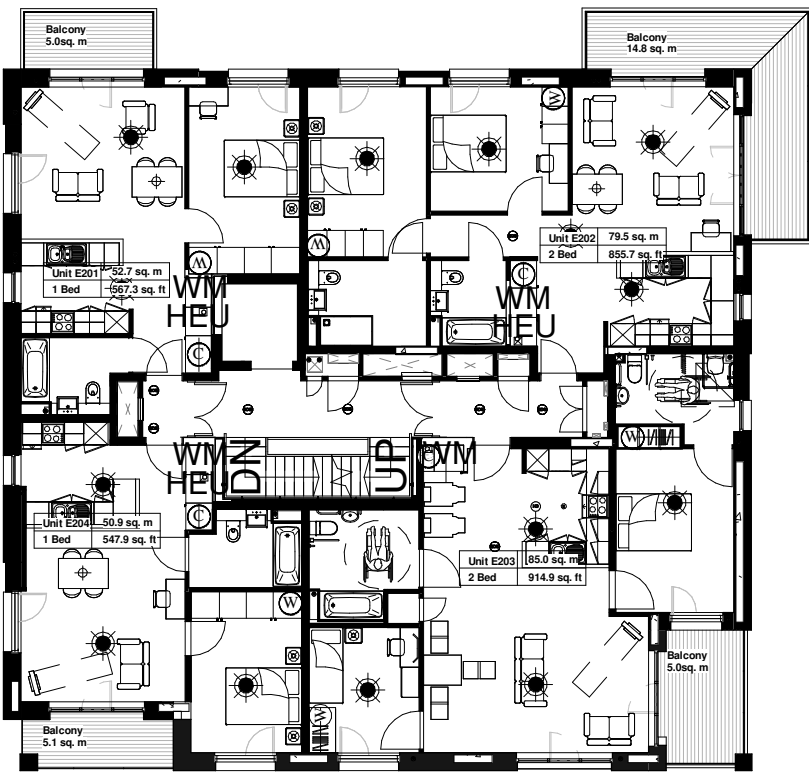 Balcony
5.0sq. m
Balcony
14.8 sq. m
W
W
W
Unit E201 52.7 sq. m
1 Bed 567.3 sq. ft
WM
HEU
C
Unit E202 79.5 sq. m
2 Bed 855.7 sq. ft
C
WM
HEU
W
WM
HEU
DN
UP
WM
C
C
Unit E204 50.9 sq. m
1 Bed 547.9 sq. ft
Unit E203 85.0 sq. m
2 Bed 914.9 sq. ft
W
W
Balcony
5.0sq. m
Balcony
5.1 sq. m